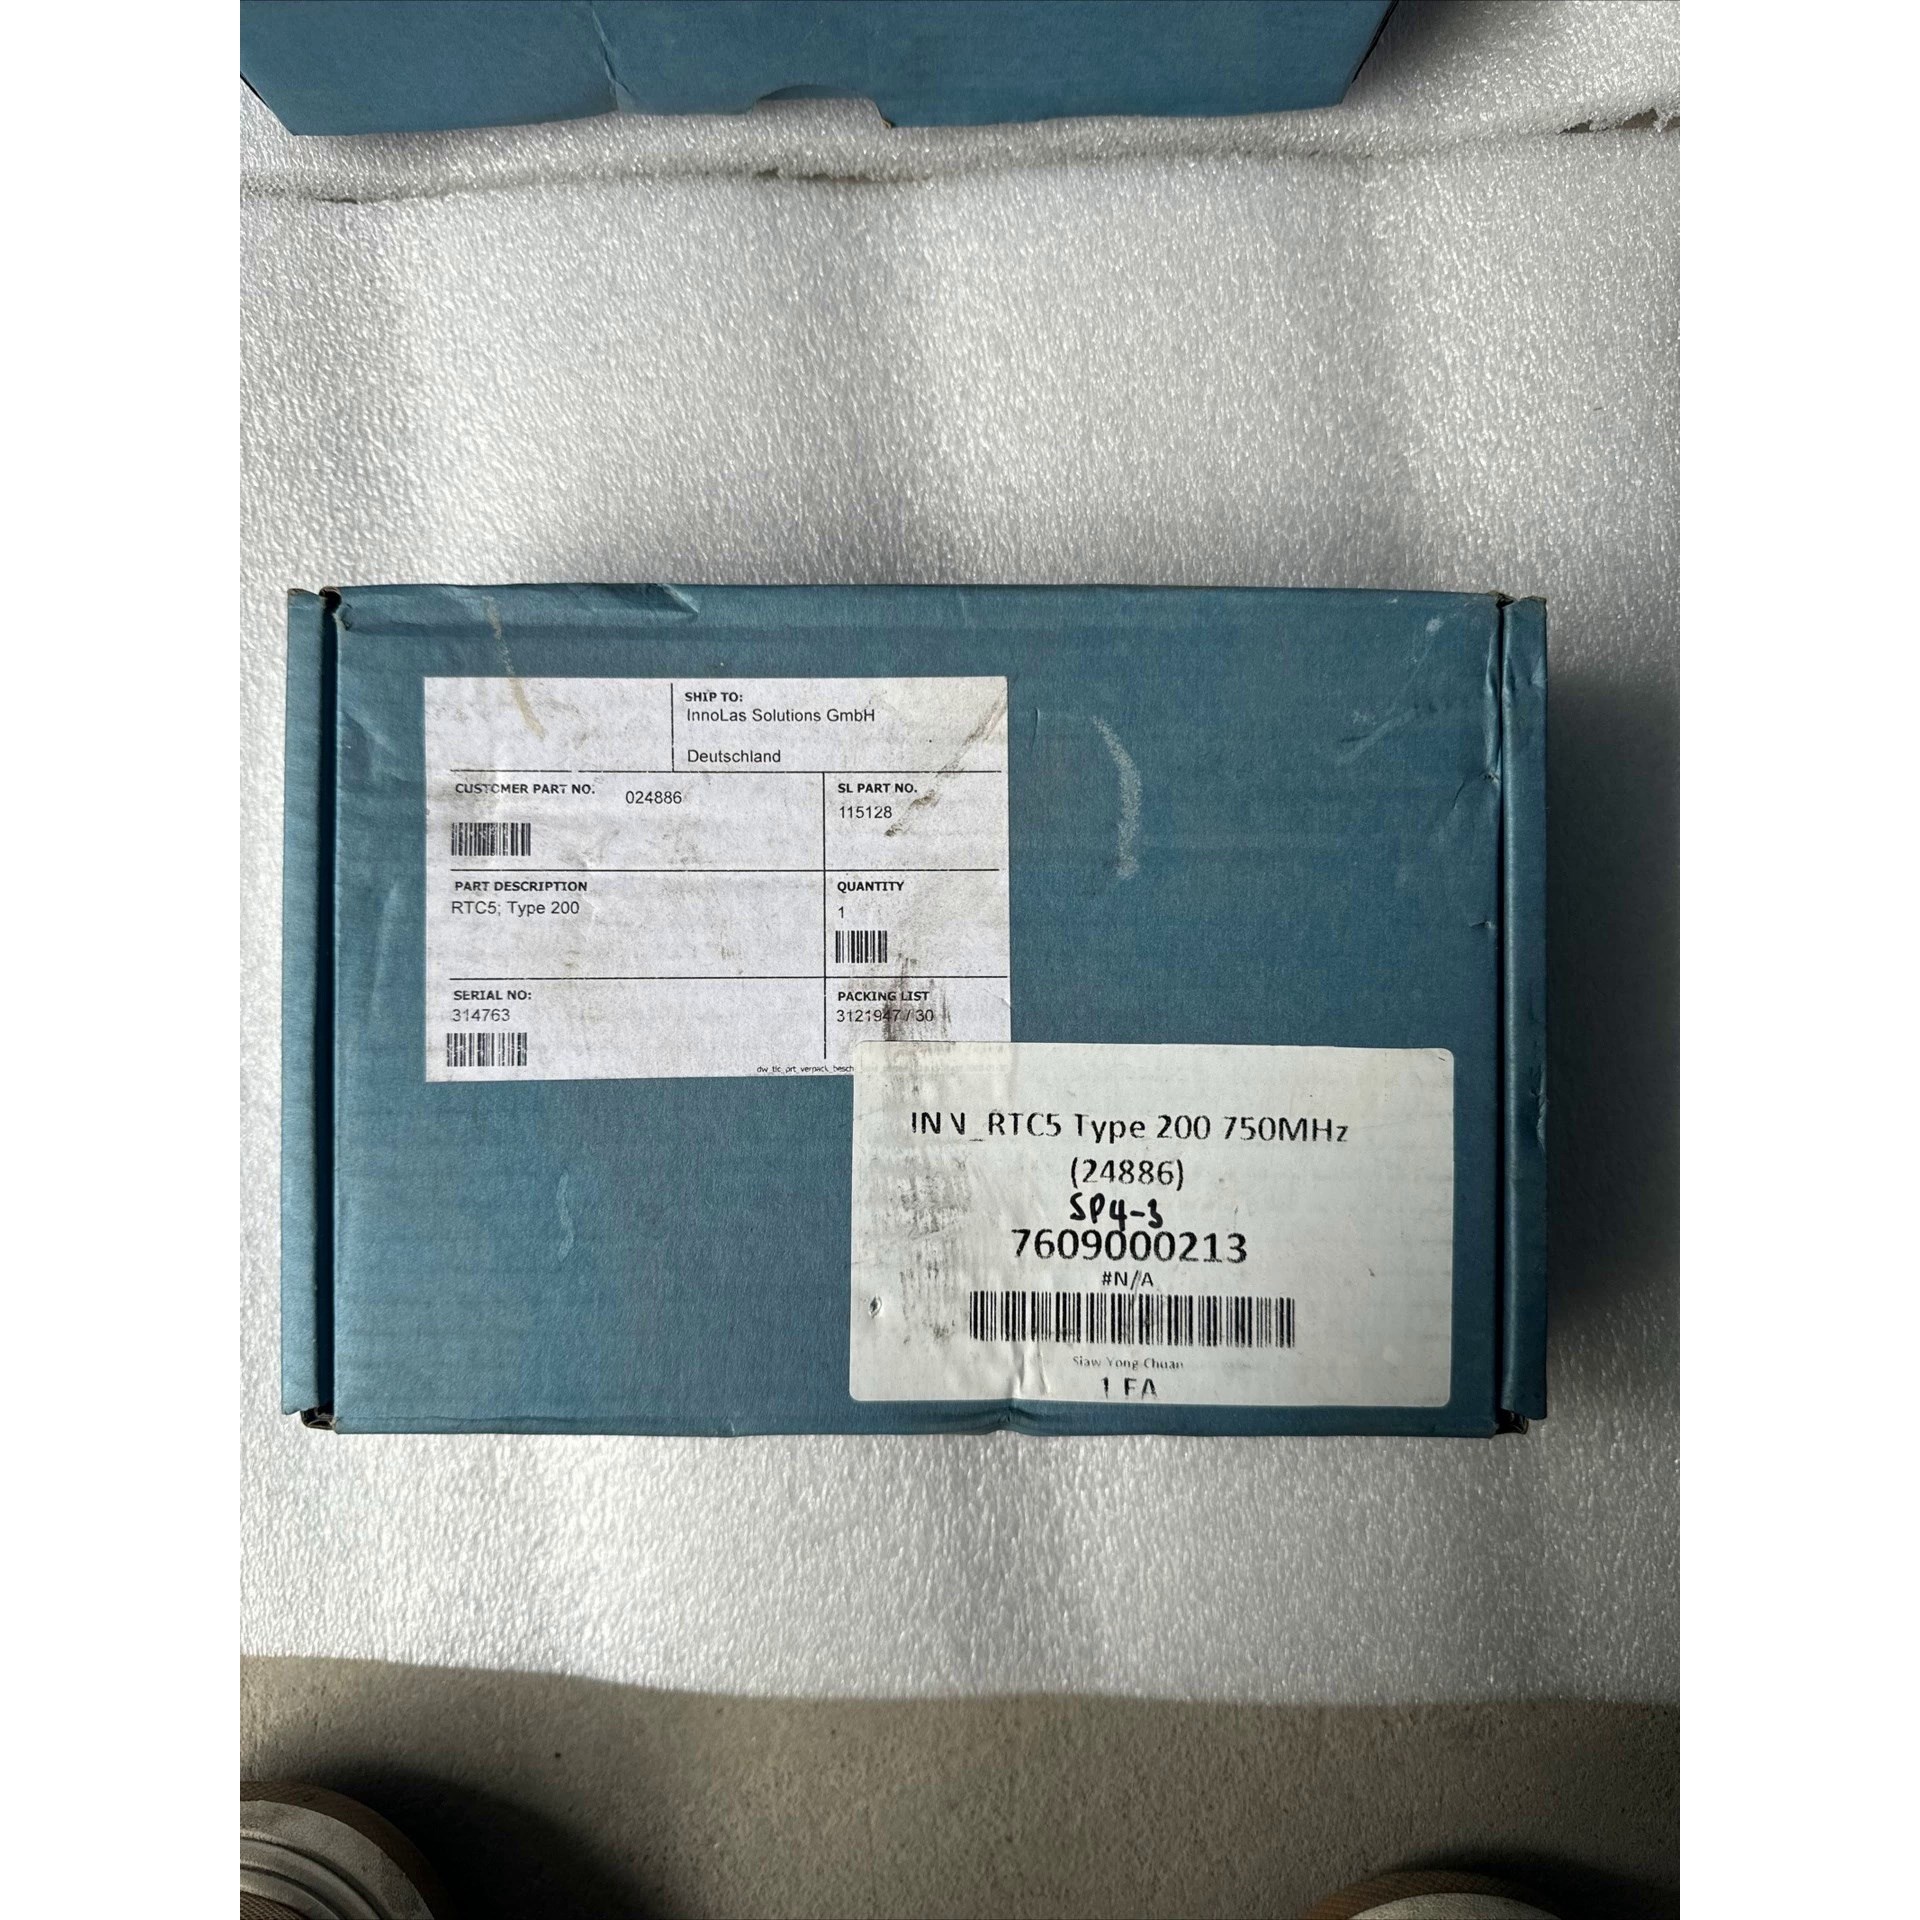 SHIP TO:
InnoLas Solutions GmbH
Deutschland
CUSTOMER PART NO. 024886
SL PART NO.
115128
PART DESCRIPTION
RTC5; Type 200
QUANTITY
1
SERIAL NO:
314763
PACKING LIST
3121947 / 30
INV_RTC5 Type 200 750MHz
(24886)
SP4-3
7609000213
#N/A
Siaw Yong Chuan
1 EA